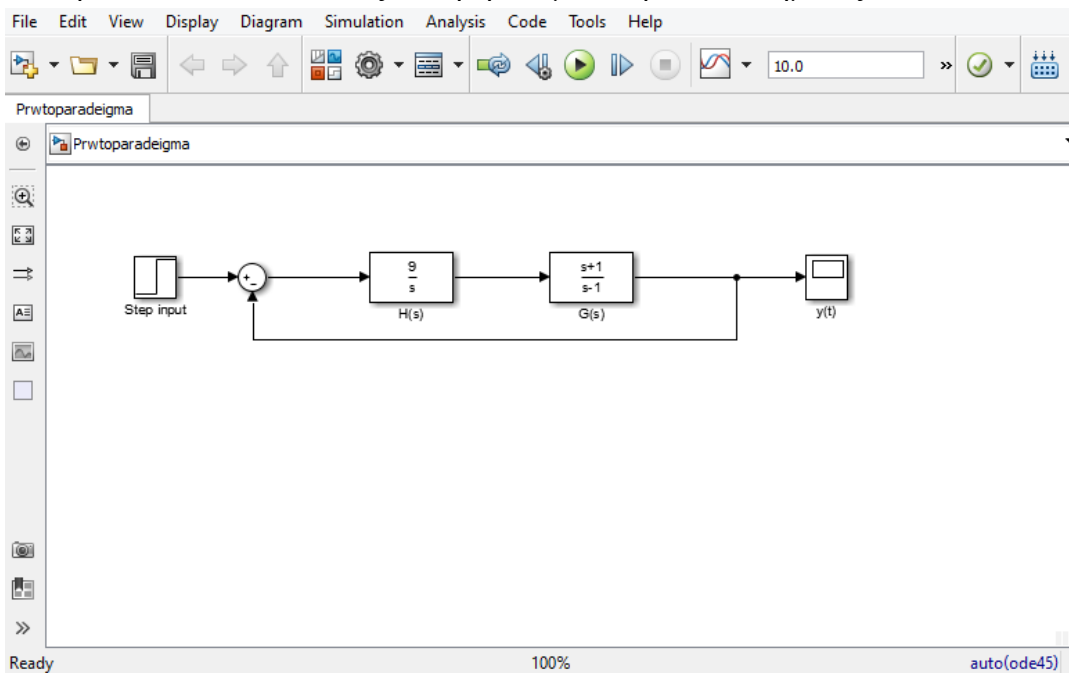 File Edit View Display Diagram Simulation Analysis Code Tools Help
10.0
»
Prwtoparadeigma
Prwtoparadeigma
+
-
9
s
s+1
s-1
Step input
H(s)
G(s)
y(t)
A
»
Ready 100% auto(ode45)